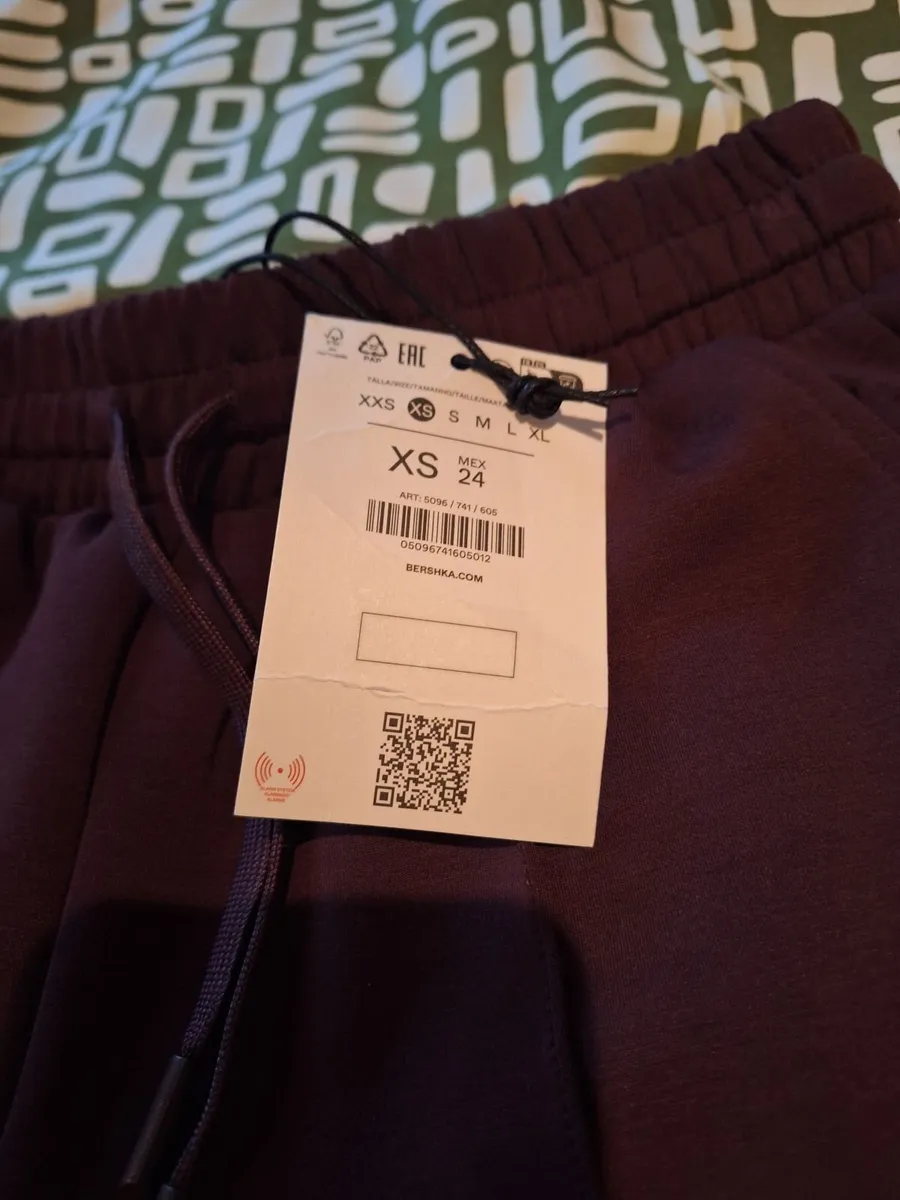 PAP
EAC
TALLA/SIZE/TAMANHO/TAILLE/MAAT
XXS XS S M L XL
XS MEX
24
ART: 5096 / 741 / 605
05096741605012
BERSHKA.COM